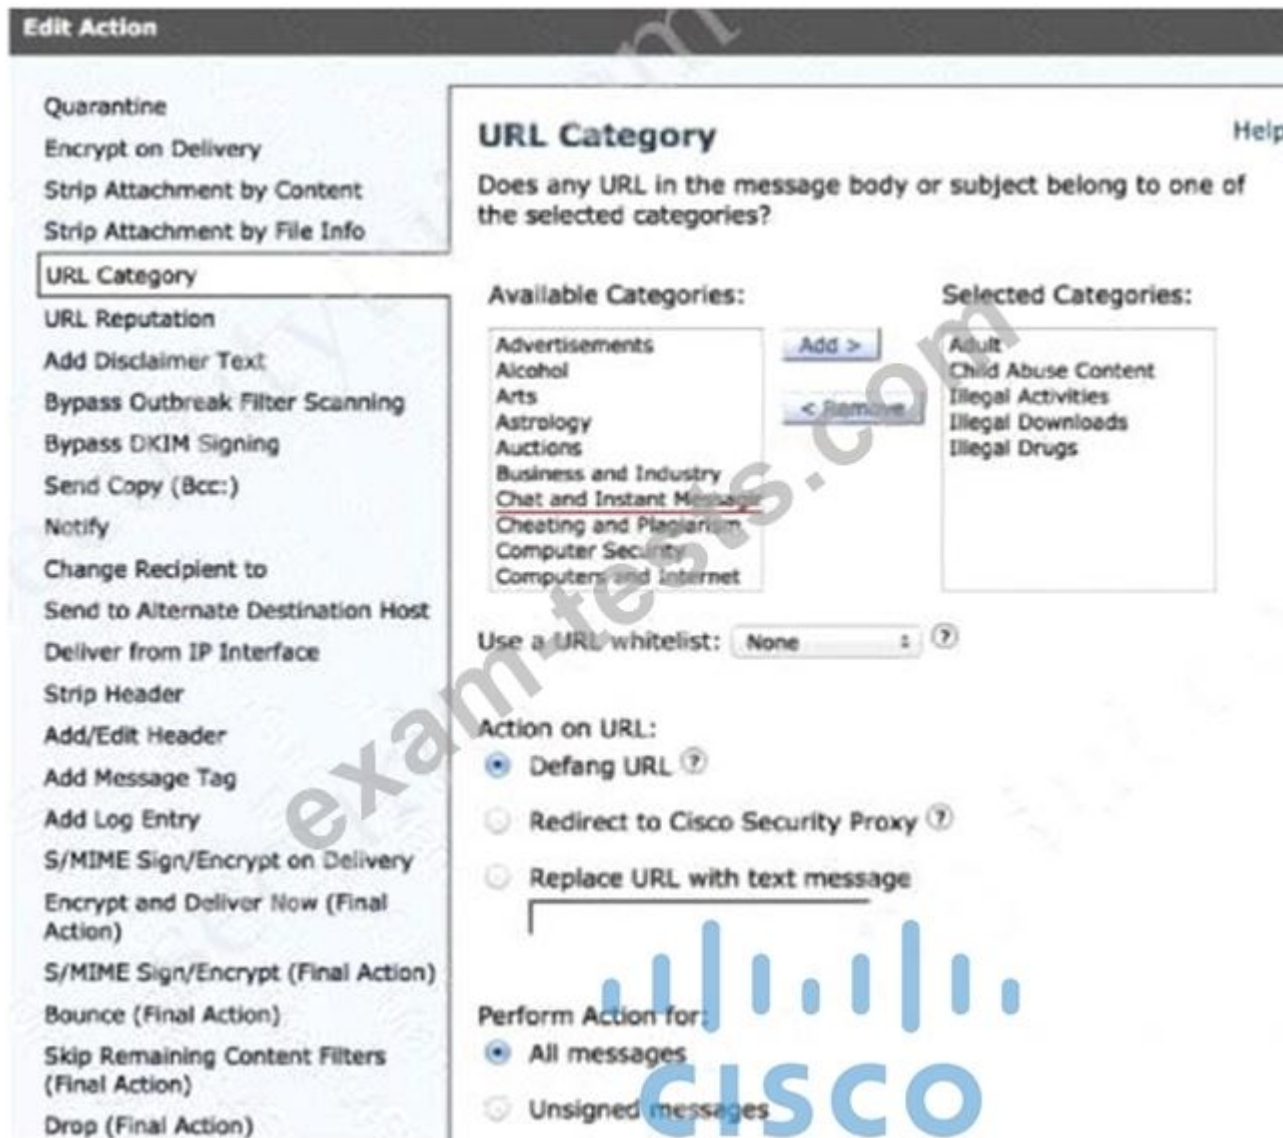 Edit Action
Quarantine
Encrypt on Delivery
Strip Attachment by Content
Strip Attachment by File Info
URL Category
URL Reputation
Add Disclaimer Text
Bypass Outbreak Filter Scanning
Bypass DKIM Signing
Send Copy (Bcc:)
Notify
Change Recipient to
Send to Alternate Destination Host
Deliver from IP Interface
Strip Header
Add/Edit Header
Add Message Tag
Add Log Entry
S/MIME Sign/Encrypt on Delivery
Encrypt and Deliver Now (Final
Action)
S/MIME Sign/Encrypt (Final Action)
Bounce (Final Action)
Skip Remaining Content Filters
(Final Action)
Drop (Final Action)
URL Category
Help
Does any URL in the message body or subject belong to one of
the selected categories?
Available Categories:
Advertisements
Alcohol
Arts
Astrology
Auctions
Business and Industry
Chat and Instant Messagin
Cheating and Plagiarism
Computer Security
Computers and Internet
Add >
< Remove
Selected Categories:
Adult
Child Abuse Content
Illegal Activities
Illegal Downloads
Illegal Drugs
Use a URL whitelist: None
Action on URL:
Defang URL
Redirect to Cisco Security Proxy
Replace URL with text message
Perform Action for:
All messages
Unsigned messages
exam-tests.com
CISCO